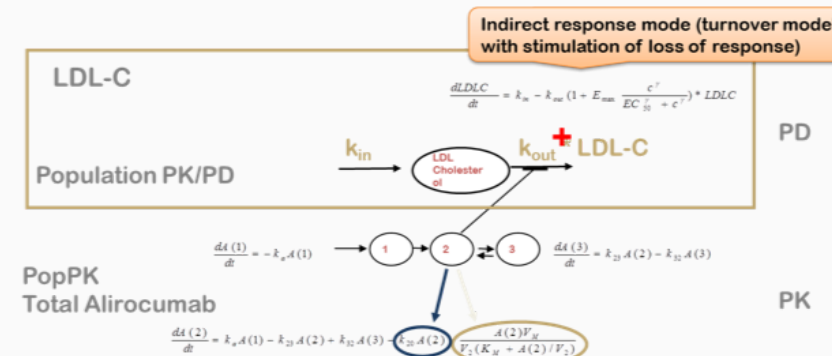 Indirect response mode (turnover mode
with stimulation of loss of response)
LDL-C
dLDLC/dt = k_in − k_out (1 + E_max c^γ/(EC_50^γ + c^γ)) * LDLC
PD
k_in
LDL
Cholester
ol
k_out + * LDL-C
Population PK/PD
dA(1)/dt = −k_a A(1)
1
2
3
dA(3)/dt = k_23 A(2) − k_32 A(3)
PopPK
Total Alirocumab
PK
dA(2)/dt = k_a A(1) − k_23 A(2) + k_32 A(3) − k_20 A(2) − A(2)V_M/(V_2(K_M + A(2)/V_2))